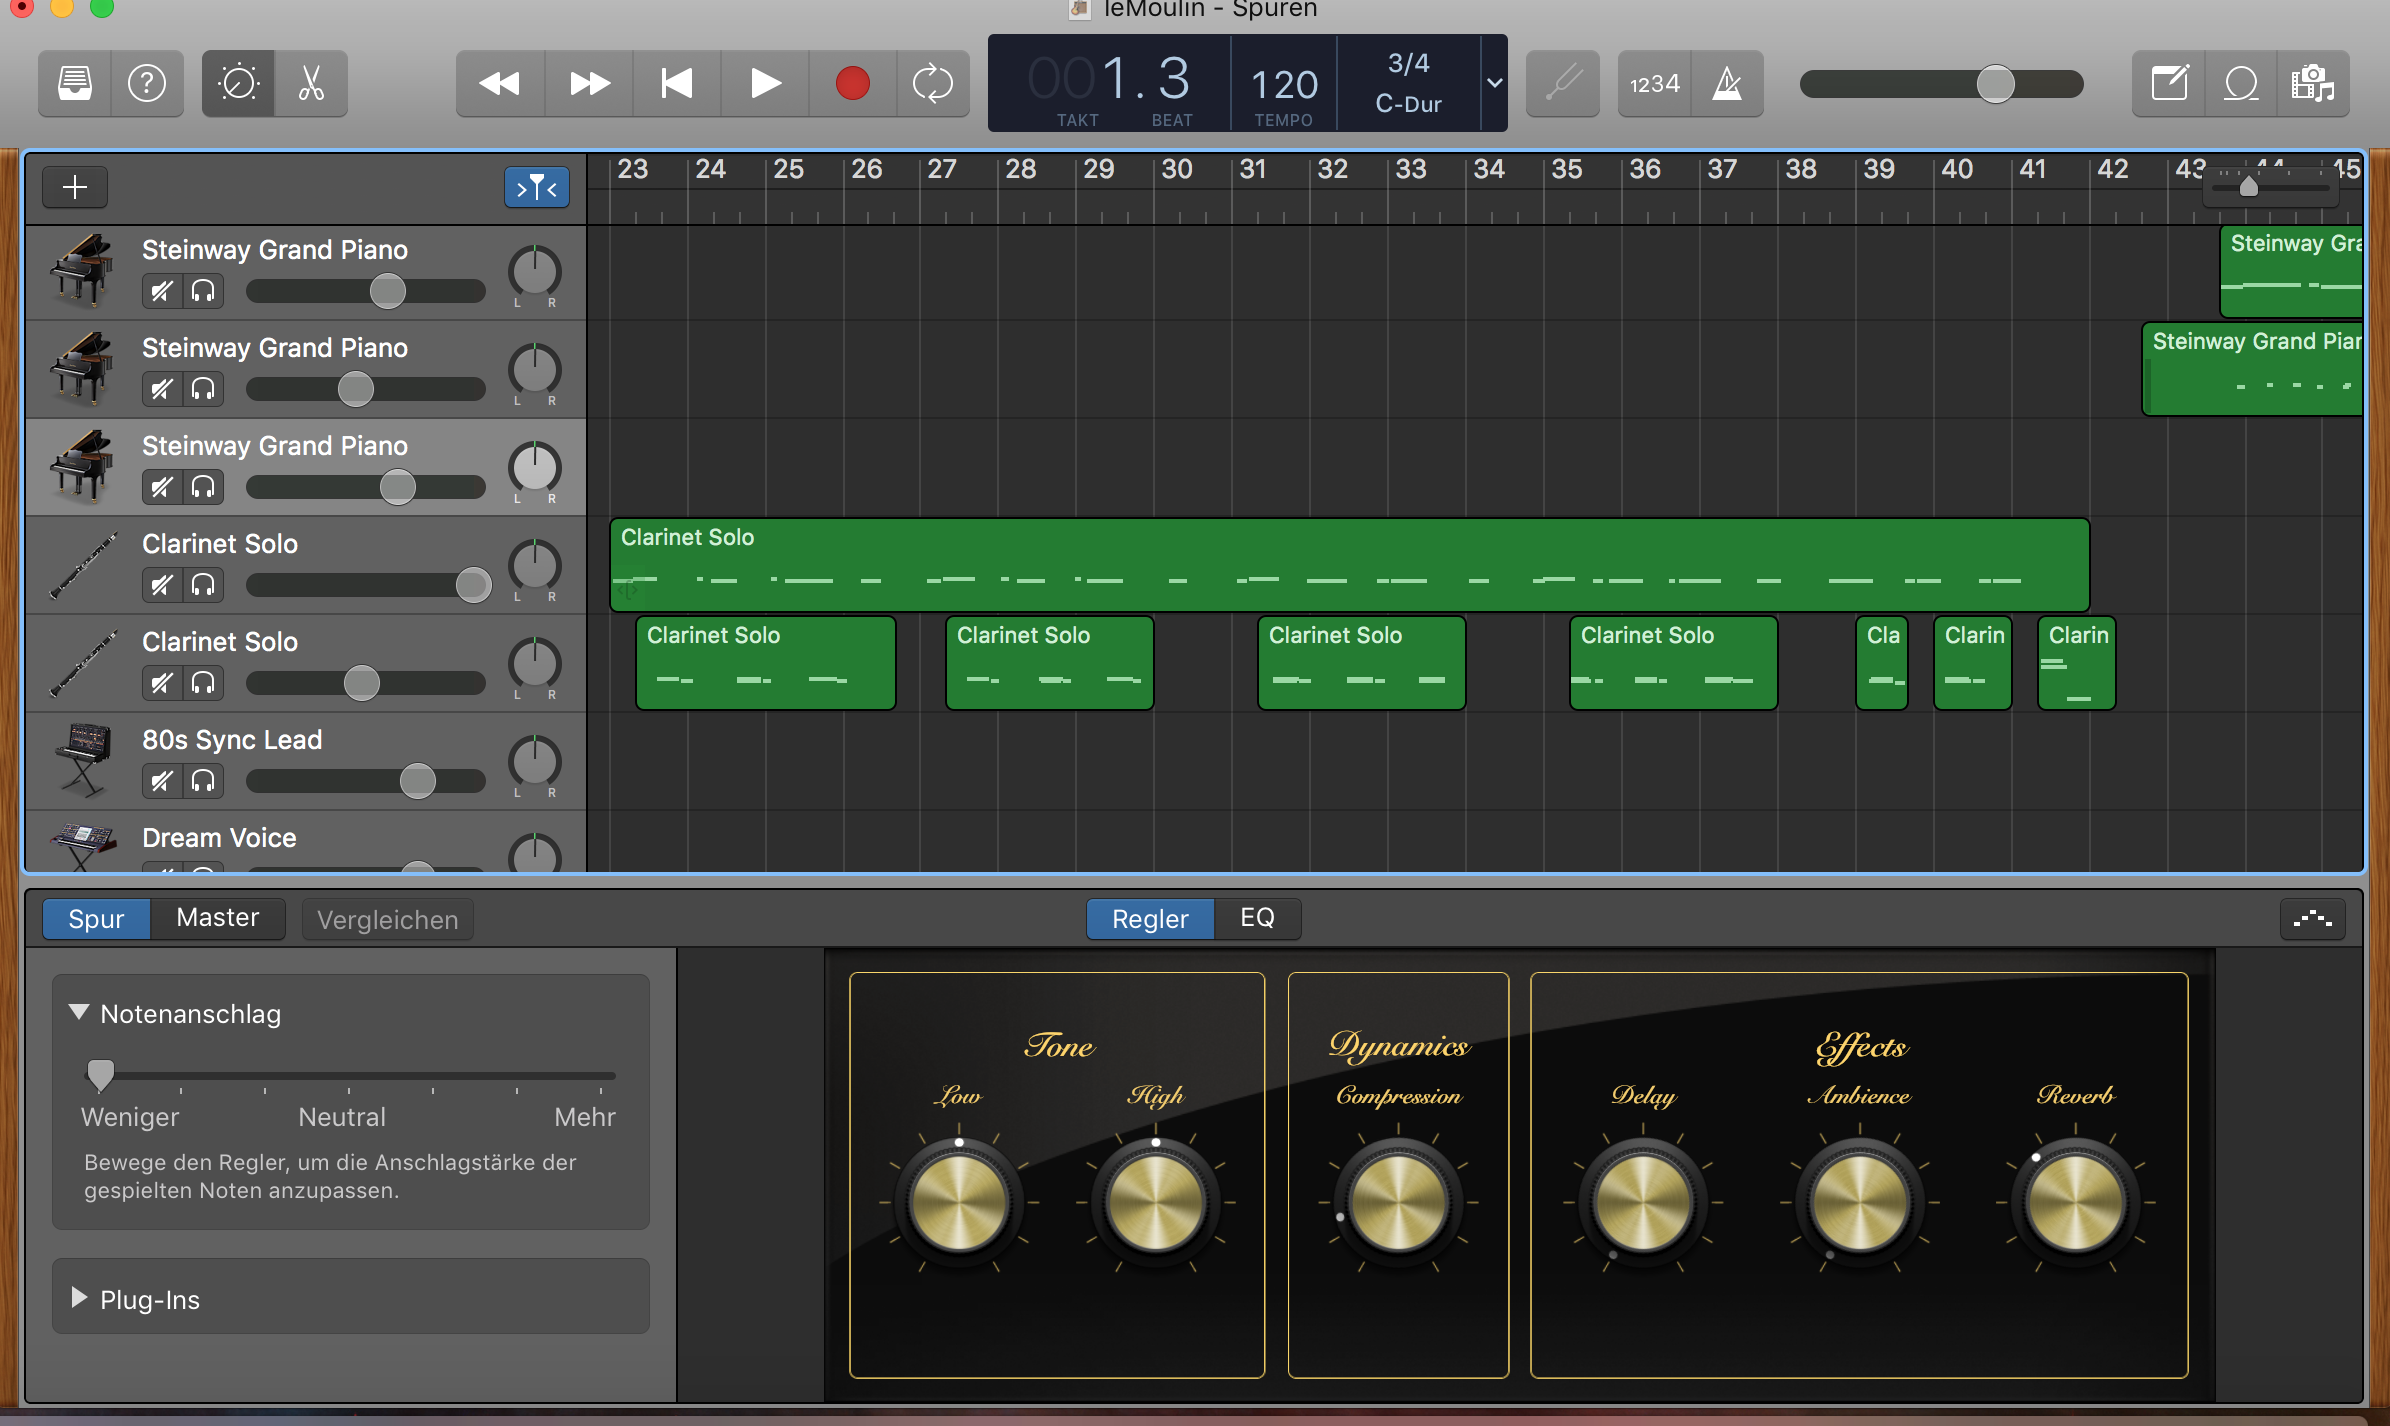 leMoulin - Spuren
001.3
120
3/4
C-Dur
TAKT
BEAT
TEMPO
1234
23 24 25 26 27 28 29 30 31 32 33 34 35 36 37 38 39 40 41 42 43 44 45
Steinway Grand Piano
L R
Steinway Gra
Steinway Grand Piano
L R
Steinway Grand Piar
Steinway Grand Piano
L R
Clarinet Solo
L R
Clarinet Solo
Clarinet Solo
L R
Clarinet Solo
Clarinet Solo
Clarinet Solo
Clarinet Solo
Cla
Clarin
Clarin
80s Sync Lead
L R
Dream Voice
Spur
Master
Vergleichen
Regler
EQ
Notenanschlag
Weniger
Neutral
Mehr
Bewege den Regler, um die Anschlagstärke der
gespielten Noten anzupassen.
Plug-Ins
Tone
Low
High
Dynamics
Compression
Effects
Delay
Ambience
Reverb